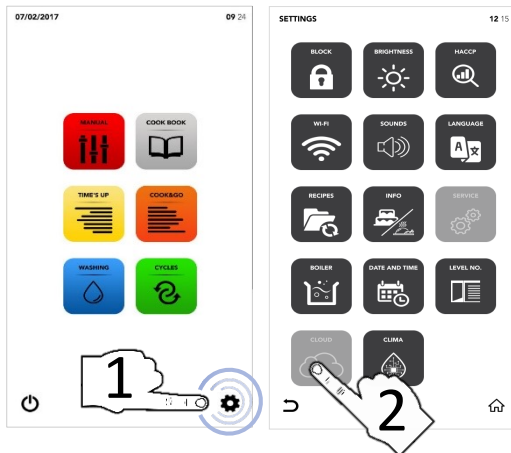 07/02/2017 09 24
MANUAL COOK BOOK
TIME'S UP COOK&GO
WASHING CYCLES
1
SETTINGS 12 15
BLOCK BRIGHTNESS HACCP
WI-FI SOUNDS LANGUAGE
A
RECIPES INFO SERVICE
BOILER DATE AND TIME LEVEL NO.
CLOUD CLIMA
2